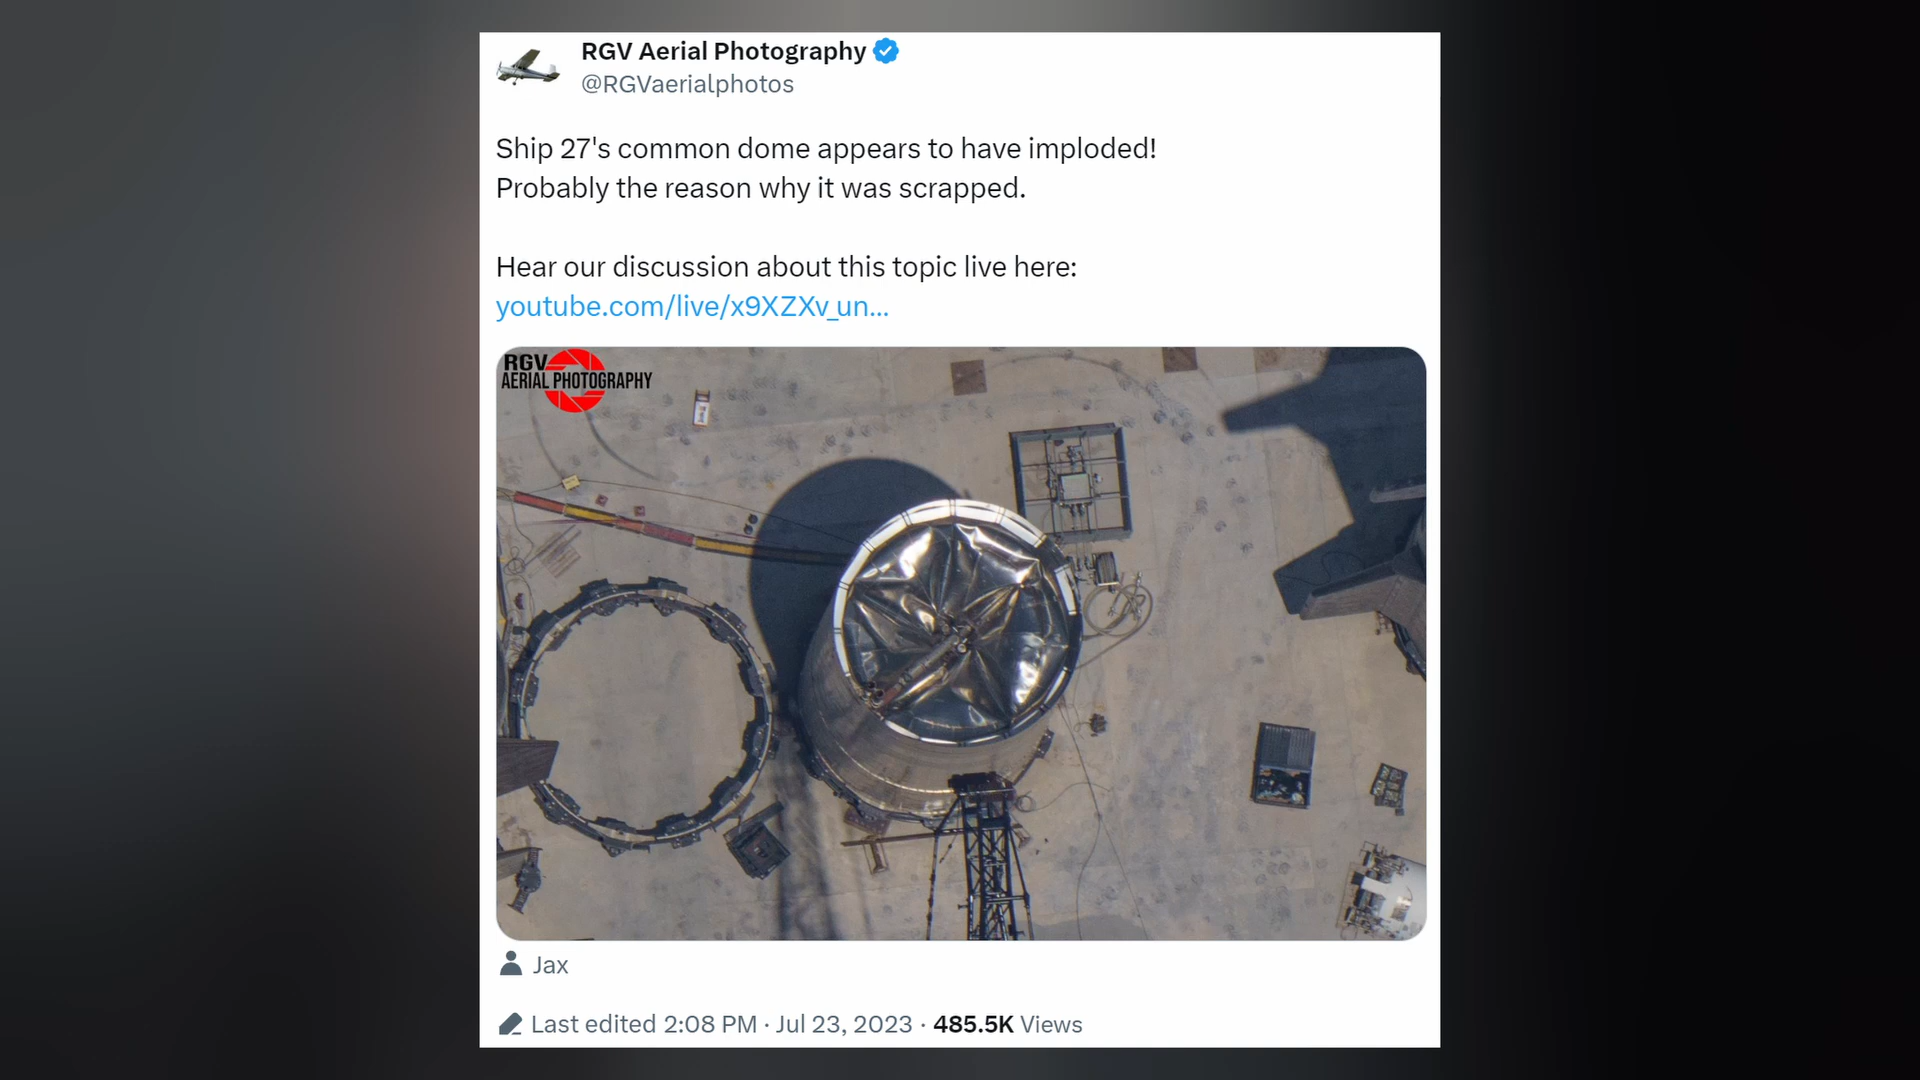 RGV Aerial Photography
@RGVaerialphotos
Ship 27's common dome appears to have imploded!
Probably the reason why it was scrapped.
Hear our discussion about this topic live here:
youtube.com/live/x9XZXv_un...
RGV
AERIAL PHOTOGRAPHY
Jax
Last edited 2:08 PM · Jul 23, 2023 · 485.5K Views